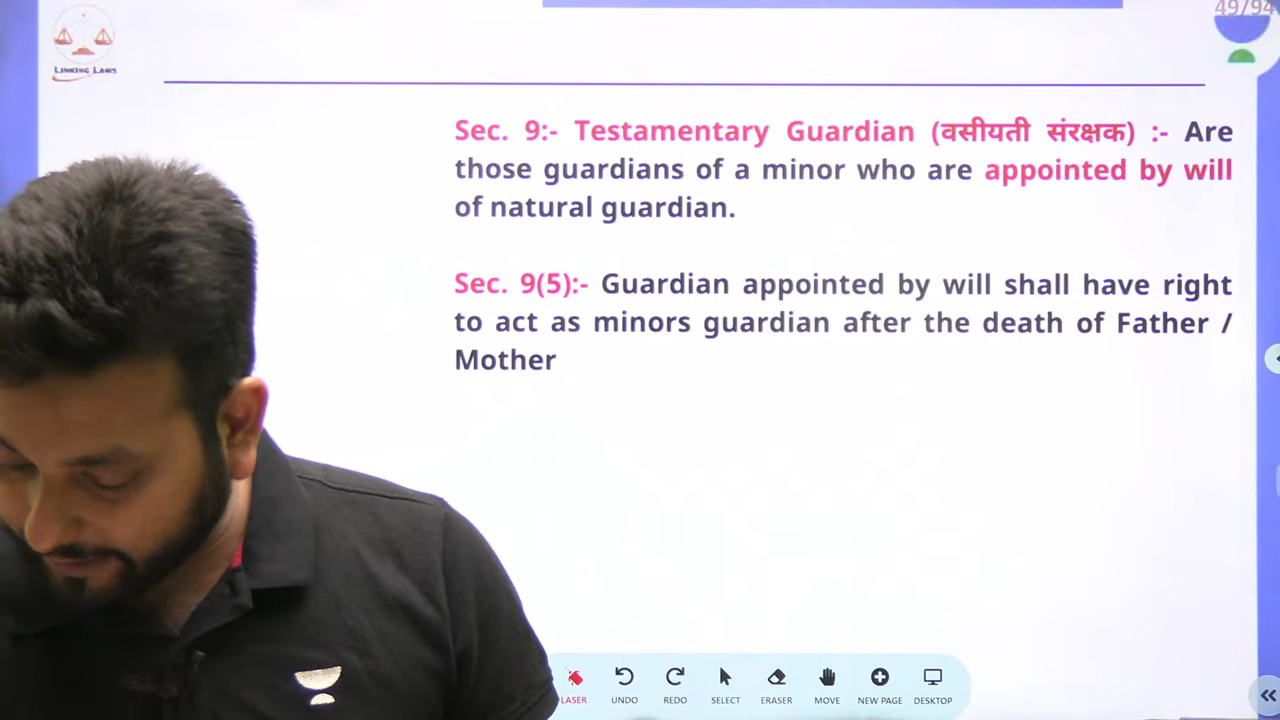 49/94
LINKING LAWS
Sec. 9:- Testamentary Guardian (वसीयती संरक्षक) :- Are
those guardians of a minor who are appointed by will
of natural guardian.
Sec. 9(5):- Guardian appointed by will shall have right
to act as minors guardian after the death of Father /
Mother
LASER UNDO REDO SELECT ERASER MOVE NEW PAGE DESKTOP